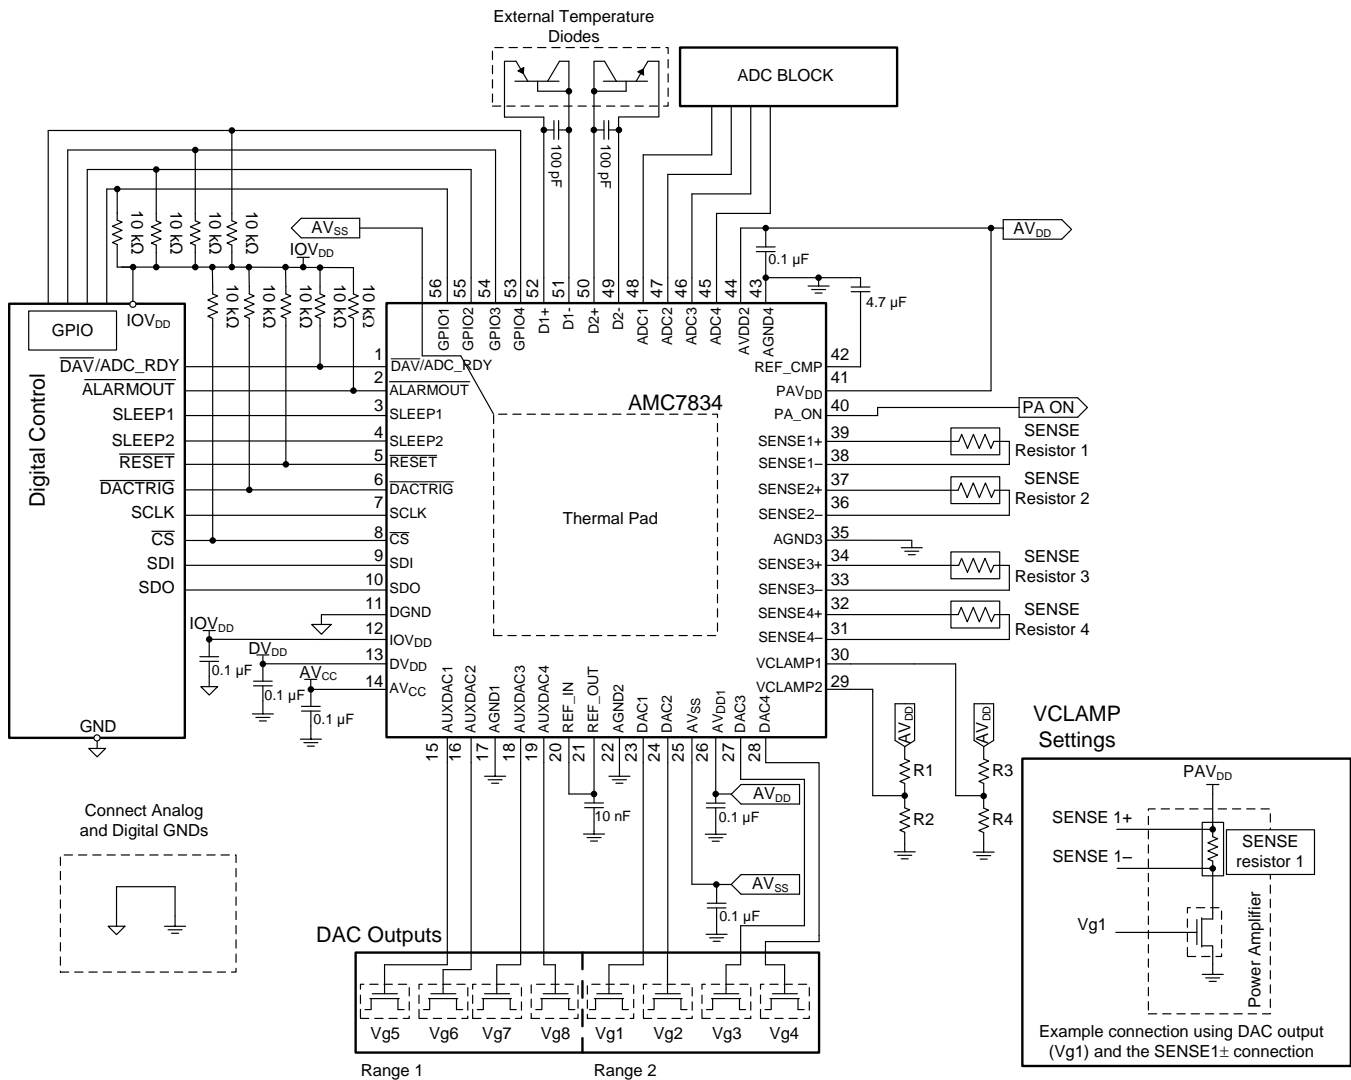 External Temperature
Diodes
ADC BLOCK
100 pF
100 pF
10 kΩ
10 kΩ
10 kΩ
10 kΩ
AVSS
IOVDD
AVDD
0.1 µF
4.7 µF
10 kΩ
10 kΩ
10 kΩ
10 kΩ
10 kΩ
56
55
54
53
52
51
50
49
48
47
46
45
44
43
GPIO1
GPIO2
GPIO3
GPIO4
D1+
D1-
D2+
D2-
ADC1
ADC2
ADC3
ADC4
AVDD2
AGND4
Digital Control
GPIO
IOVDD
DAV/ADC_RDY
ALARMOUT
SLEEP1
SLEEP2
RESET
DACTRIG
SCLK
CS
SDI
SDO
GND
1
DAV/ADC_RDY
2
ALARMOUT
3
SLEEP1
4
SLEEP2
5
RESET
6
DACTRIG
7
SCLK
8
CS
9
SDI
10
SDO
11
DGND
12
IOVDD
13
DVDD
14
AVCC
IOVDD
0.1 µF
DVDD
0.1 µF
AVCC
0.1 µF
AMC7834
Thermal Pad
42
REF_CMP
41
PAVDD
40
PA_ON
39
SENSE1+
38
SENSE1–
37
SENSE2+
36
SENSE2–
35
AGND3
34
SENSE3+
33
SENSE3–
32
SENSE4+
31
SENSE4–
30
VCLAMP1
29
VCLAMP2
PA ON
SENSE
Resistor 1
SENSE
Resistor 2
SENSE
Resistor 3
SENSE
Resistor 4
AUXDAC1
AUXDAC2
AGND1
AUXDAC3
AUXDAC4
REF_IN
REF_OUT
AGND2
DAC1
DAC2
AVSS
AVDD1
DAC3
DAC4
15
16
17
18
19
20
21
22
23
24
25
26
27
28
10 nF
AVDD
0.1 µF
AVSS
0.1 µF
AVDD
AVDD
R1
R3
R2
R4
Connect Analog
and Digital GNDs
DAC Outputs
Vg5
Vg6
Vg7
Vg8
Vg1
Vg2
Vg3
Vg4
Range 1
Range 2
VCLAMP
Settings
PAVDD
SENSE 1+
SENSE 1–
SENSE
resistor 1
Vg1
Power Amplifier
Example connection using DAC output
(Vg1) and the SENSE1± connection